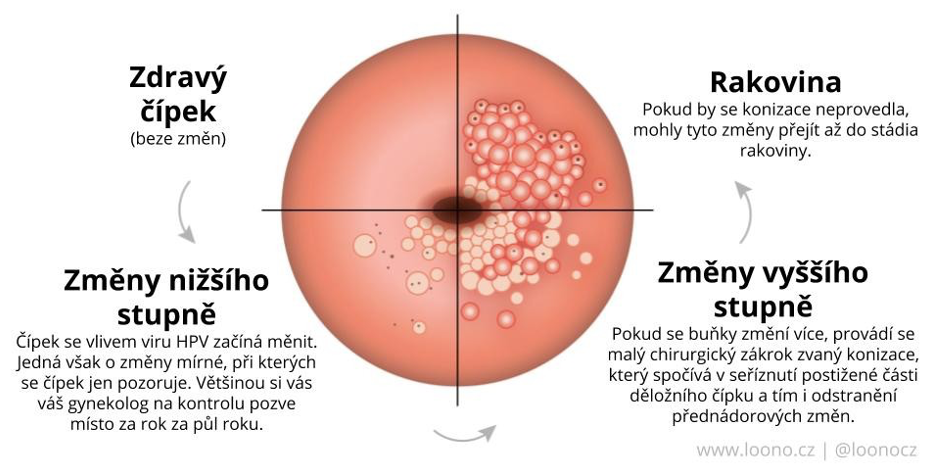 Zdravý
čípek
(beze změn)
Změny nižšího
stupně
Čípek se vlivem viru HPV začíná měnit.
Jedná však o změny mírné, při kterých
se čípek jen pozoruje. Většinou si vás
váš gynekolog na kontrolu pozve
místo za rok za půl roku.
Změny vyššího
stupně
Pokud se buňky změní více, provádí se
malý chirurgický zákrok zvaný konizace,
který spočívá v seříznutí postižené části
děložního čípku a tím i odstranění
přednádorových změn.
Rakovina
Pokud by se konizace neprovedla,
mohly tyto změny přejít až do stádia
rakoviny.
www.loono.cz | @loonocz